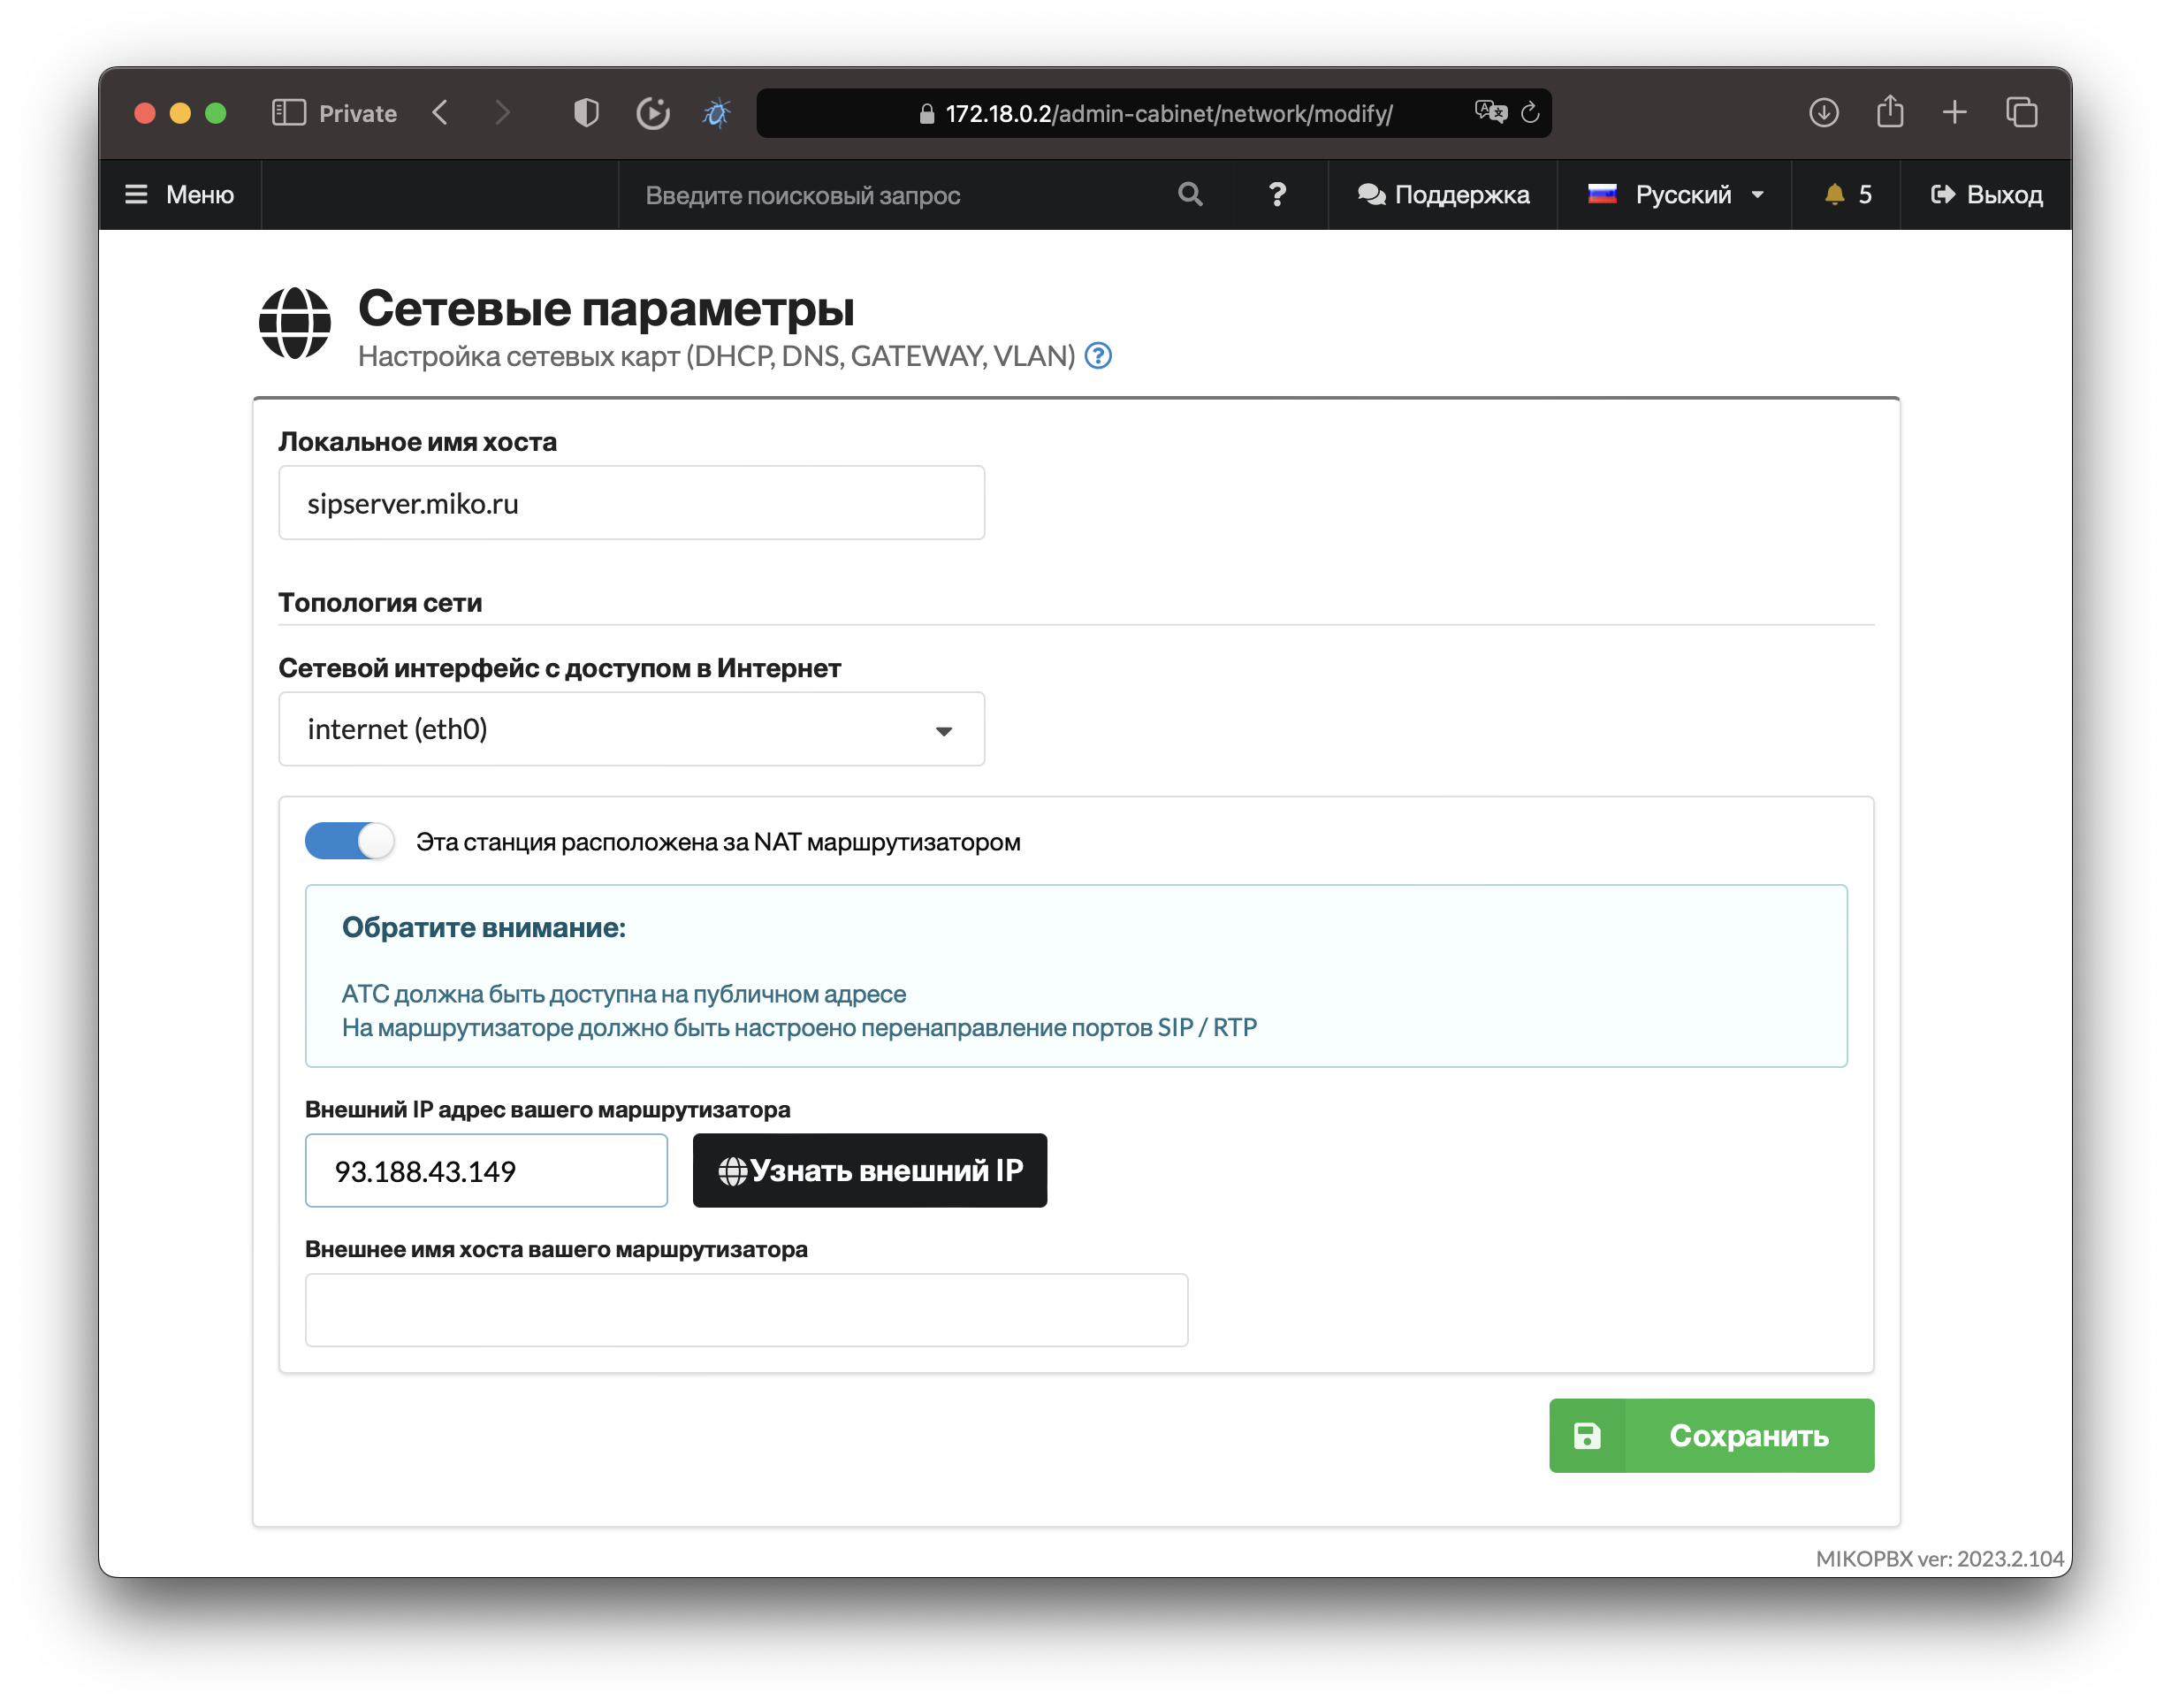 Private
172.18.0.2/admin-cabinet/network/modify/
Меню
Введите поисковый запрос
?
Поддержка
Русский
5
Выход
Сетевые параметры
Настройка сетевых карт (DHCP, DNS, GATEWAY, VLAN)
Локальное имя хоста
sipserver.miko.ru
Топология сети
Сетевой интерфейс с доступом в Интернет
internet (eth0)
Эта станция расположена за NAT маршрутизатором
Обратите внимание:
АТС должна быть доступна на публичном адресе
На маршрутизаторе должно быть настроено перенаправление портов SIP / RTP
Внешний IP адрес вашего маршрутизатора
93.188.43.149
Узнать внешний IP
Внешнее имя хоста вашего маршрутизатора
Сохранить
MIKOPBX ver: 2023.2.104